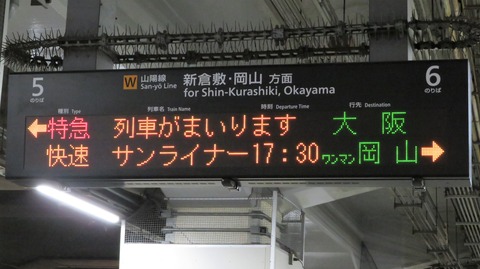 5 のりば
W 山陽線 San-yō Line
新倉敷・岡山 方面
for Shin-Kurashiki, Okayama
6 のりば
種別 Type 列車名 Train Name 時刻 Departure Time 行先 Destination
←特急 列車がまいります 大阪
快速 サンライナー 17:30 ワンマン 岡山→